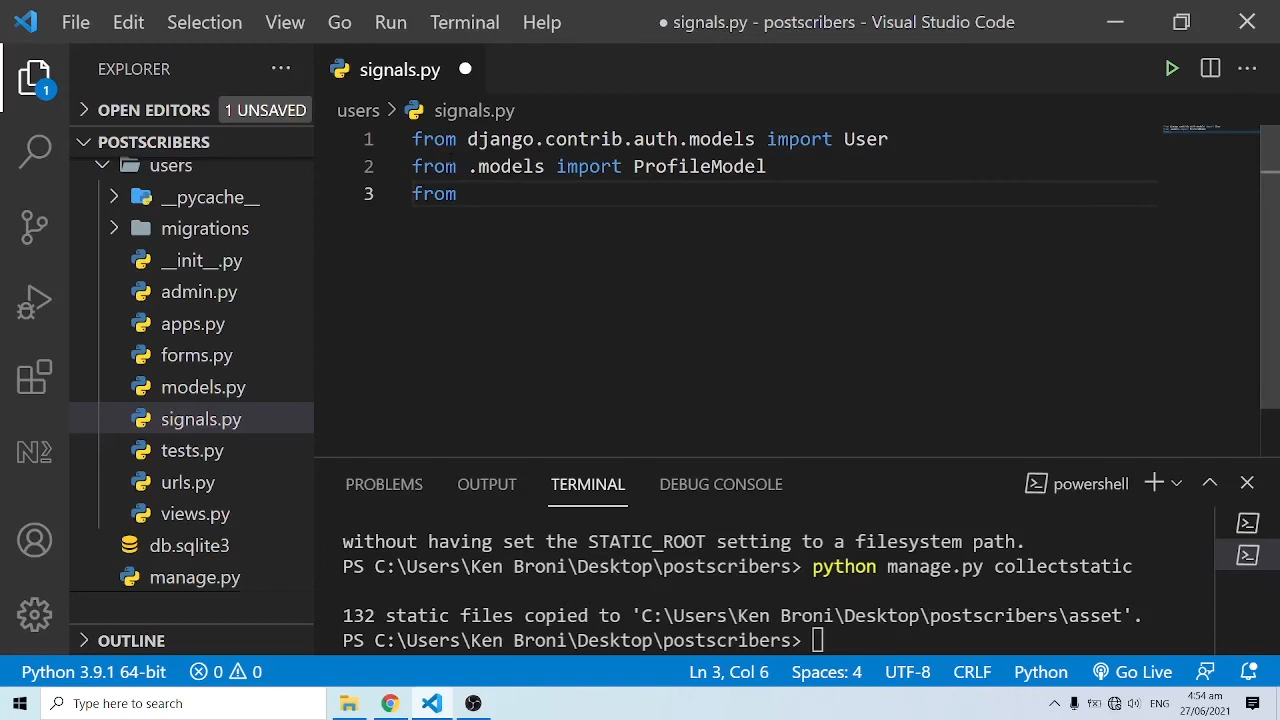 File Edit Selection View Go Run Terminal Help ● signals.py - postscribers - Visual Studio Code
EXPLORER
1
OPEN EDITORS 1 UNSAVED
POSTSCRIBERS
users
__pycache__
migrations
__init__.py
admin.py
apps.py
forms.py
models.py
signals.py
tests.py
urls.py
views.py
db.sqlite3
manage.py
OUTLINE
signals.py
users > signals.py
1 from django.contrib.auth.models import User
2 from .models import ProfileModel
3 from
PROBLEMS OUTPUT TERMINAL DEBUG CONSOLE powershell
without having set the STATIC_ROOT setting to a filesystem path.
PS C:\Users\Ken Broni\Desktop\postscribers> python manage.py collectstatic
132 static files copied to 'C:\Users\Ken Broni\Desktop\postscribers\asset'.
PS C:\Users\Ken Broni\Desktop\postscribers>
Python 3.9.1 64-bit 0 0 Ln 3, Col 6 Spaces: 4 UTF-8 CRLF Python Go Live
Type here to search
ENG
4:54 am
27/06/2021